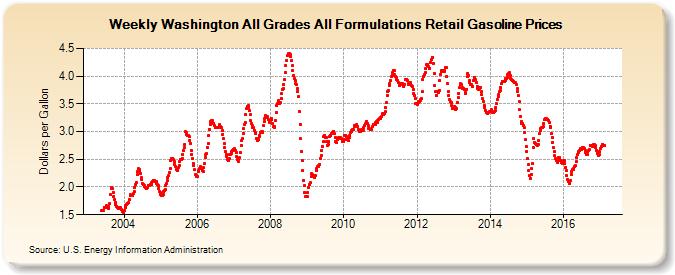 Weekly Washington All Grades All Formulations Retail Gasoline Prices
Dollars per Gallon
4.5
4.0
3.5
3.0
2.5
2.0
1.5
2004 2006 2008 2010 2012 2014 2016
Source: U.S. Energy Information Administration